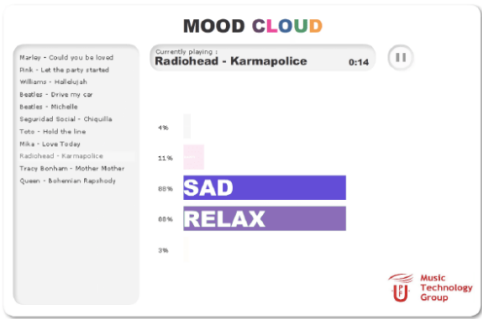 MOOD CLOUD
Marley - Could you be loved
Pink - Let the party started
Williams - Hallelujah
Beatles - Drive my car
Beatles - Michelle
Seguridad Social - Chiquilla
Toto - Hold the line
Mika - Love Today
Radiohead - Karmapolice
Tracy Bonham - Mother Mother
Queen - Bohemian Rapshody
Currently playing :
Radiohead - Karmapolice 0:14
4%
11%
88% SAD
88% RELAX
3%
Music
Technology
Group